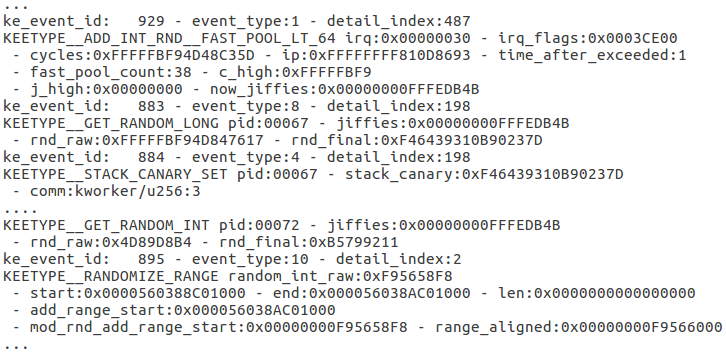 ...
ke_event_id:   929 - event_type:1 - detail_index:487
KEETYPE__ADD_INT_RND__FAST_POOL_LT_64 irq:00000030 - irq_flags:0x0003CE00
 - cycles:0xFFFFFBF94D48C35D - ip:0xFFFFFFFF810D8693 - time_after_exceeded:1
 - fast_pool_count:38 - c_high:0xFFFFFBF9
 - j_high:0x00000000 - now_jiffies:0x00000000FFFEDB4B
ke_event_id:   883 - event_type:8 - detail_index:198
KEETYPE__GET_RANDOM_LONG pid:00067 - jiffies:0x00000000FFFEDB4B
 - rnd_raw:0xFFFFFBF94D847617 - rnd_final:0xF46439310B90237D
ke_event_id:   884 - event_type:4 - detail_index:198
KEETYPE__STACK_CANARY_SET pid:00067 - stack_canary:0xF46439310B90237D
 - comm:kworker/u256:3
....
KEETYPE__GET_RANDOM_INT pid:00072 - jiffies:0x00000000FFFEDB4B
 - rnd_raw:0x4D89D8B4 - rnd_final:0xB5799211
ke_event_id:   895 - event_type:10 - detail_index:2
KEETYPE__RANDOMIZE_RANGE random_int_raw:0xF95658F8
 - start:0x0000560388C01000 - end:0x000056038AC01000 - len:0x0000000000000000
 - add_range_start:0x000056038AC01000
 - mod_rnd_add_range_start:0x00000000F95658F8 - range_aligned:0x00000000F9566000
...